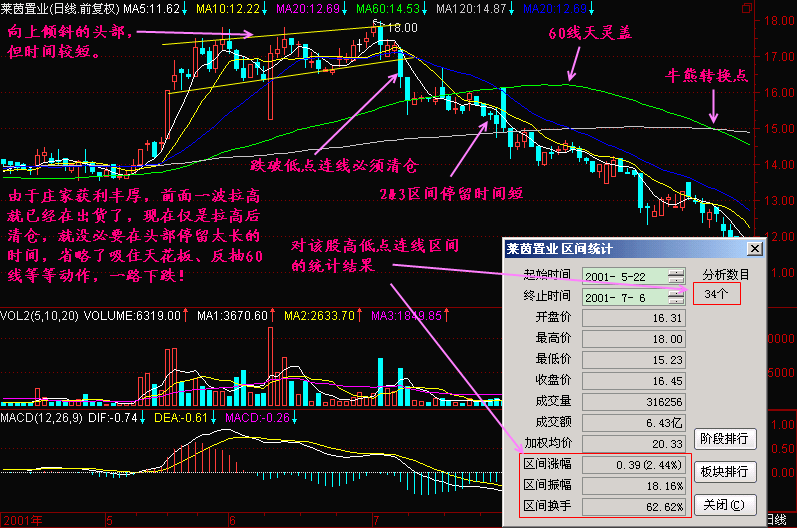 莱茵置业(日线.前复权) MA5:11.62↓ MA10:12.22↓ MA20:12.69↓ MA60:14.53↓ MA120:14.87↓ MA20:12.69↓
向上倾斜的头部，
但时间较短。
18.00
60线天灵盖
牛熊转换点
跌破低点连线必须清仓
2&3区间停留时间短
由于庄家获利丰厚，前面一波拉高
就已经在出货了，现在仅是拉高后
清仓，就没必要在头部停留太长的
时间，省略了吸住天花板、反抽60
线等等动作，一路下跌！
对该股高低点连线区间
的统计结果
18.00
17.00
16.00
15.00
14.00
13.00
12.00
11.00
莱茵置业区间统计
起始时间 2001- 5-22 分析数目
终止时间 2001- 7- 6 34个
开盘价 16.31
最高价 18.00
最低价 15.23
收盘价 16.45
成交量 316256
成交额 6.43亿
加权均价 20.33
区间涨幅 0.39(2.44%)
区间振幅 18.16%
区间换手 62.62%
阶段排行
板块排行
关闭(C)
VOL2(5,10,20) VOLUME:6319.00↑ MA1:3670.60↑ MA2:2633.70↑ MA3:1849.85↑
MACD(12,26,9) DIF:-0.74↓ DEA:-0.61↓ MACD:-0.26↓
1.00
0.50
0.00
2001年 5 6 7 日线